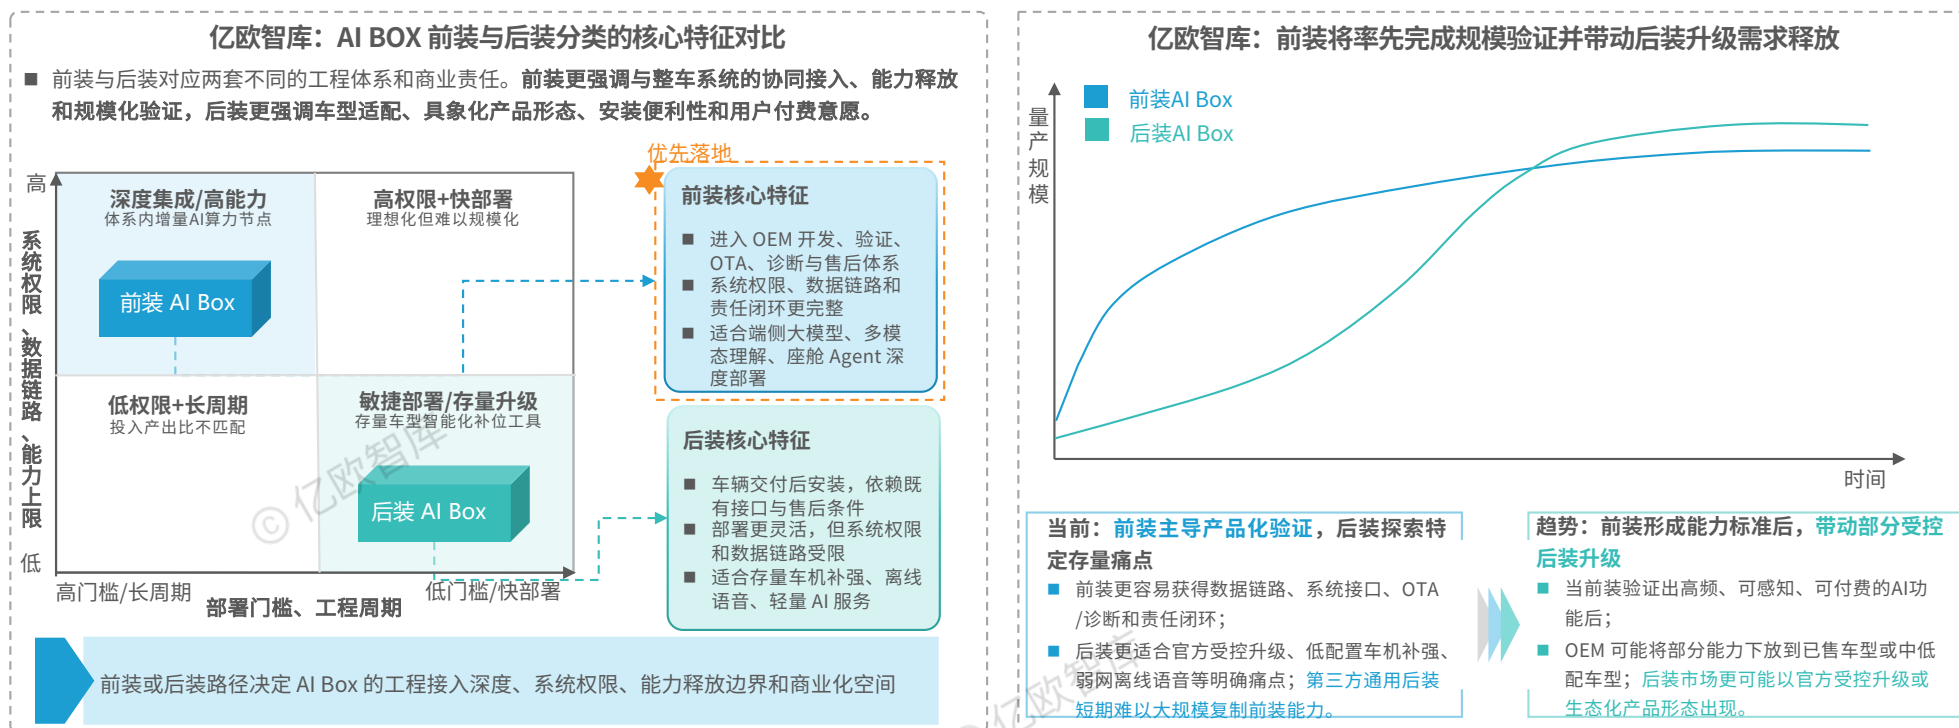 亿欧智库：AI BOX 前装与后装分类的核心特征对比
■ 前装与后装对应两套不同的工程体系和商业责任。前装更强调与整车系统的协同接入、能力释放
和规模化验证，后装更强调车型适配、具象化产品形态、安装便利性和用户付费意愿。
高
系统权限、数据链路、能力上限
低
深度集成/高能力
体系内增量AI算力节点
前装 AI Box
高权限+快部署
理想化但难以规模化
低权限+长周期
投入产出比不匹配
敏捷部署/存量升级
存量车型智能化补位工具
后装 AI Box
高门槛/长周期
部署门槛、工程周期
低门槛/快部署
优先落地
前装核心特征
■ 进入 OEM 开发、验证、
OTA、诊断与售后体系
■ 系统权限、数据链路和
责任闭环更完整
■ 适合端侧大模型、多模
态理解、座舱 Agent 深
度部署
后装核心特征
■ 车辆交付后安装，依赖既
有接口与售后条件
■ 部署更灵活，但系统权限
和数据链路受限
■ 适合存量车机补强、离线
语音、轻量 AI 服务
前装或后装路径决定 AI Box 的工程接入深度、系统权限、能力释放边界和商业化空间
© 亿欧智库
亿欧智库：前装将率先完成规模验证并带动后装升级需求释放
量产规模
前装AI Box
后装AI Box
时间
当前：前装主导产品化验证，后装探索特
定存量痛点
■ 前装更容易获得数据链路、系统接口、OTA
/诊断和责任闭环；
■ 后装更适合官方受控升级、低配置车机补强、
弱网离线语音等明确痛点；第三方通用后装
短期难以大规模复制前装能力。
趋势：前装形成能力标准后，带动部分受控
后装升级
■ 当前装验证出高频、可感知、可付费的AI功
能后；
■ OEM 可能将部分能力下放到已售车型或中低
配车型；后装市场更可能以官方受控升级或
生态化产品形态出现。
© 亿欧智库